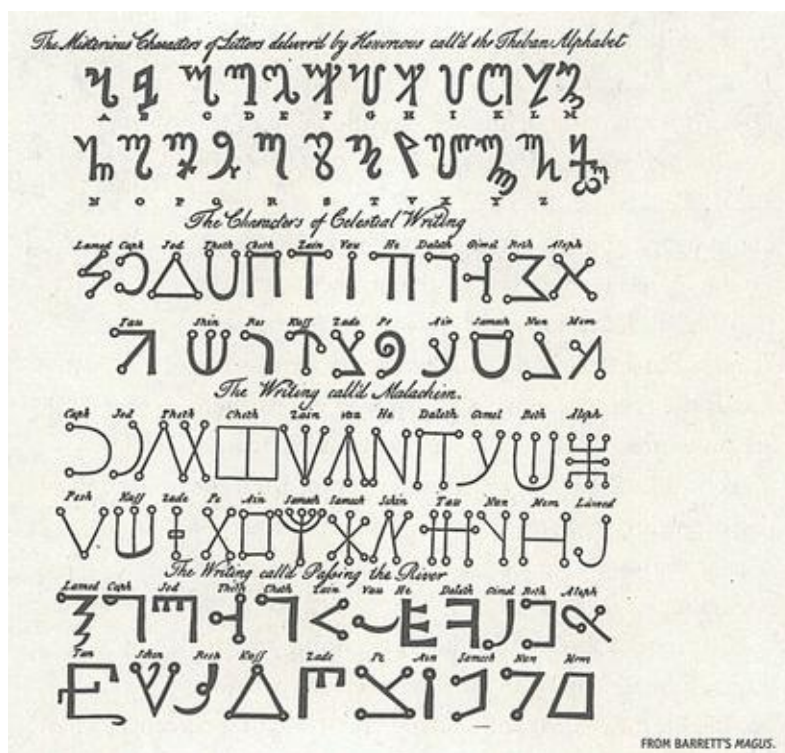 The Misterious Characters of Letters deliver'd by Honorious call'd the Theban Alphabet
A B C D E F G H I K L M
N O P Q R S T V X Y Z
The Characters of Celestial Writing
Lamed Caph Jod Theth Cheth Zain Vau He Daleth Gimel Beth Aleph
Tau Shin Res Kuff Zade Pe Ain Samech Nun Mem
The Writing call'd Malachim.
Caph Jod Theth Cheth Zain vau He Daleth Gimel Beth Aleph
Resh Kuff Zade Pe Ain Samech Samech Schin Tau Nun Mem Lamed
The Writing call'd Passing the River
Lamed Caph Jod Theth Cheth Zain Vau He Daleth Gimel Beth Aleph
Tau Schin Resh Kuff Zade Pe Ain Samech Nun Mem
FROM BARRETT'S MAGUS.